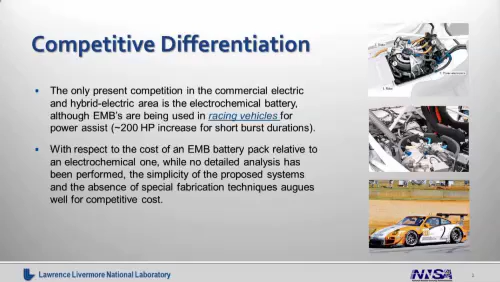 Competitive Differentiation
• The only present competition in the commercial electric
and hybrid-electric area is the electrochemical battery,
although EMB's are being used in racing vehicles for
power assist (~200 HP increase for short burst durations).
• With respect to the cost of an EMB battery pack relative to
an electrochemical one, while no detailed analysis has
been performed, the simplicity of the proposed systems
and the absence of special fabrication techniques augues
well for competitive cost.
Lawrence Livermore National Laboratory
NNSA